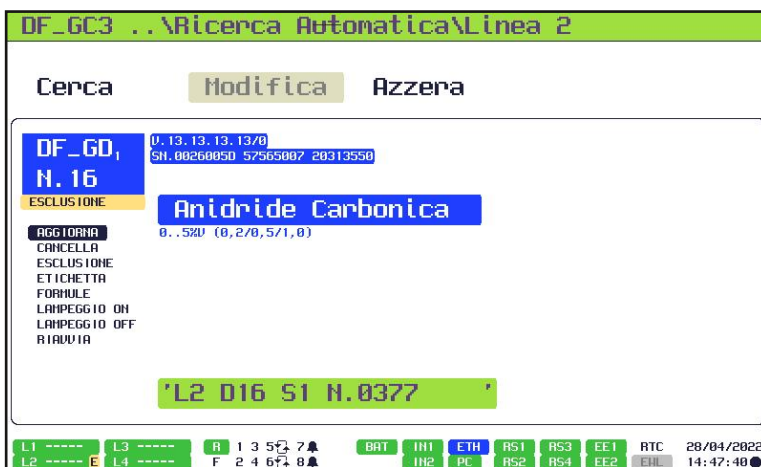 DF_GC3 ..\Ricerca Automatica\Linea 2
Cerca Modifica Azzera
DF_GD1
N.16
V.13.13.13.13/0
SN.0026005D 57565007 20313550
ESCLUSIONE
Anidride Carbonica
0..5%V (0,2/0,5/1,0)
AGGIORNA
CANCELLA
ESCLUSIONE
ETICHETTA
FORMULE
LAMPEGGIO ON
LAMPEGGIO OFF
RIAVVIA
'L2 D16 S1 N.0377 '
L1 ----- L3 ----- R 1 3 5 7 BAT IN1 ETH RS1 RS3 EE1 RTC 28/04/2022
L2 ----- E L4 ----- F 2 4 6 8 IN2 PC RS2 RS4 EE2 EHL 14:47:40